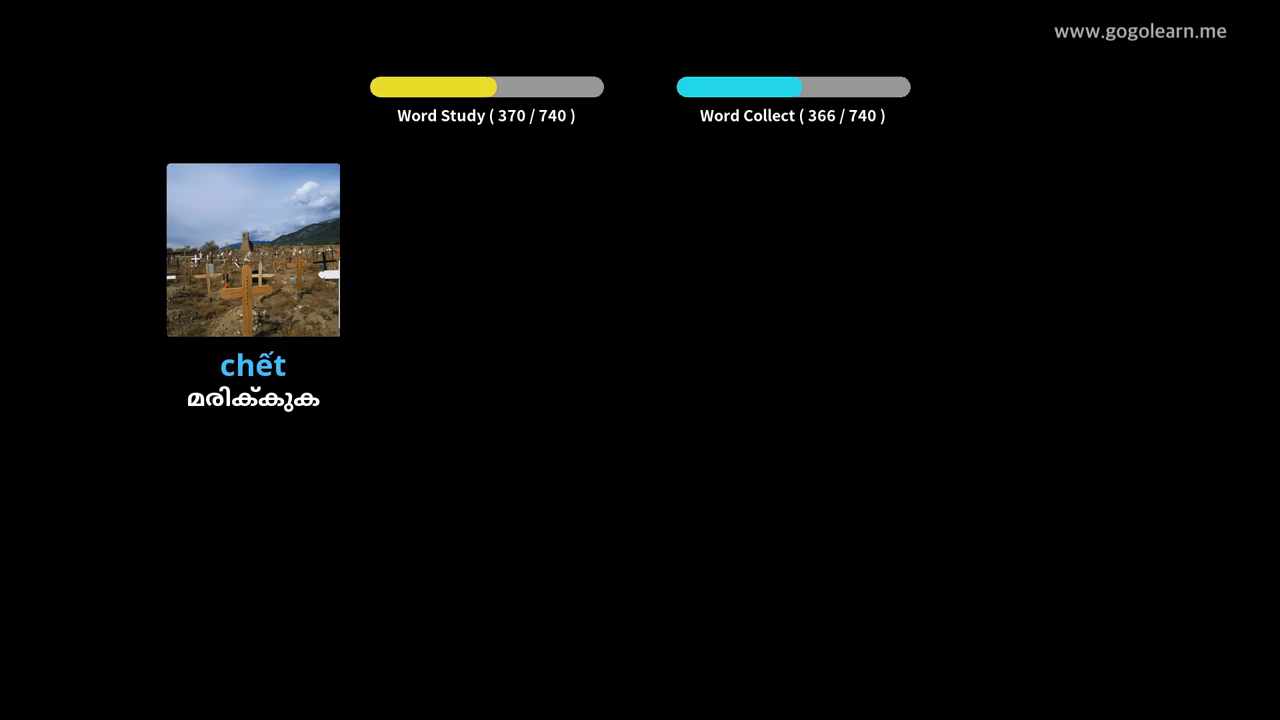 www.gogolearn.me
Word Study ( 370 / 740 )
Word Collect ( 366 / 740 )
chết
മരിക്കുക